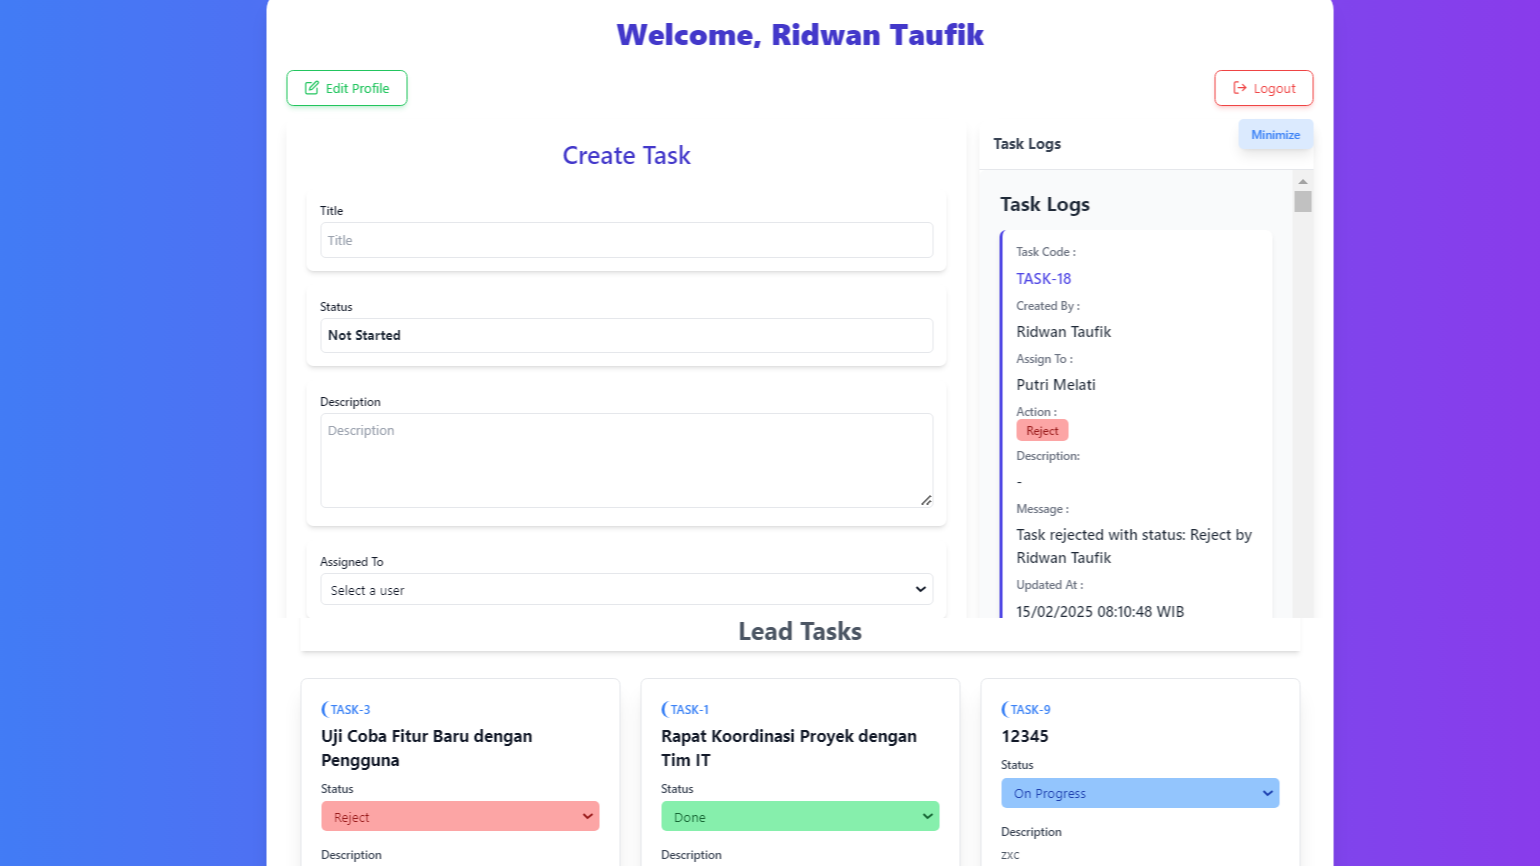 Welcome, Ridwan Taufik
Edit Profile
Logout
Create Task
Title
Title
Status
Not Started
Description
Description
Assigned To
Select a user
Minimize
Task Logs
Task Logs
Task Code :
TASK-18
Created By :
Ridwan Taufik
Assign To :
Putri Melati
Action :
Reject
Description:
-
Message :
Task rejected with status: Reject by
Ridwan Taufik
Updated At :
15/02/2025 08:10:48 WIB
Lead Tasks
TASK-3
Uji Coba Fitur Baru dengan
Pengguna
Status
Reject
Description
TASK-1
Rapat Koordinasi Proyek dengan
Tim IT
Status
Done
Description
TASK-9
12345
Status
On Progress
Description
zxc